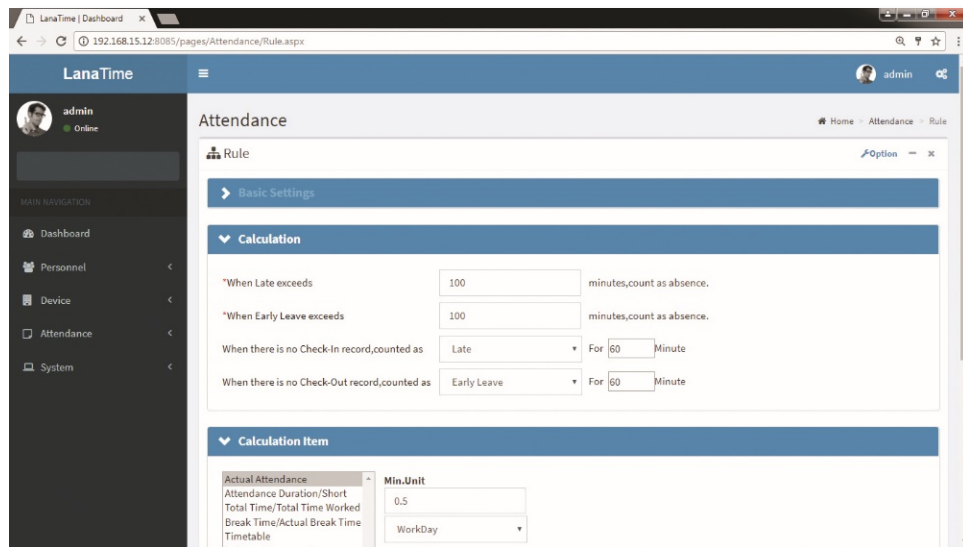 LanaTime | Dashboard
192.168.15.12:8085/pages/Attendance/Rule.aspx
LanaTime
admin
admin
Online
Attendance
Home > Attendance > Rule
Rule
Option
Basic Settings
MAIN NAVIGATION
Dashboard
Personnel
Device
Attendance
System
Calculation
*When Late exceeds 100 minutes,count as absence.
*When Early Leave exceeds 100 minutes,count as absence.
When there is no Check-In record,counted as Late For 60 Minute
When there is no Check-Out record,counted as Early Leave For 60 Minute
Calculation Item
Actual Attendance
Attendance Duration/Short
Total Time/Total Time Worked
Break Time/Actual Break Time
Timetable
Min.Unit
0.5
WorkDay